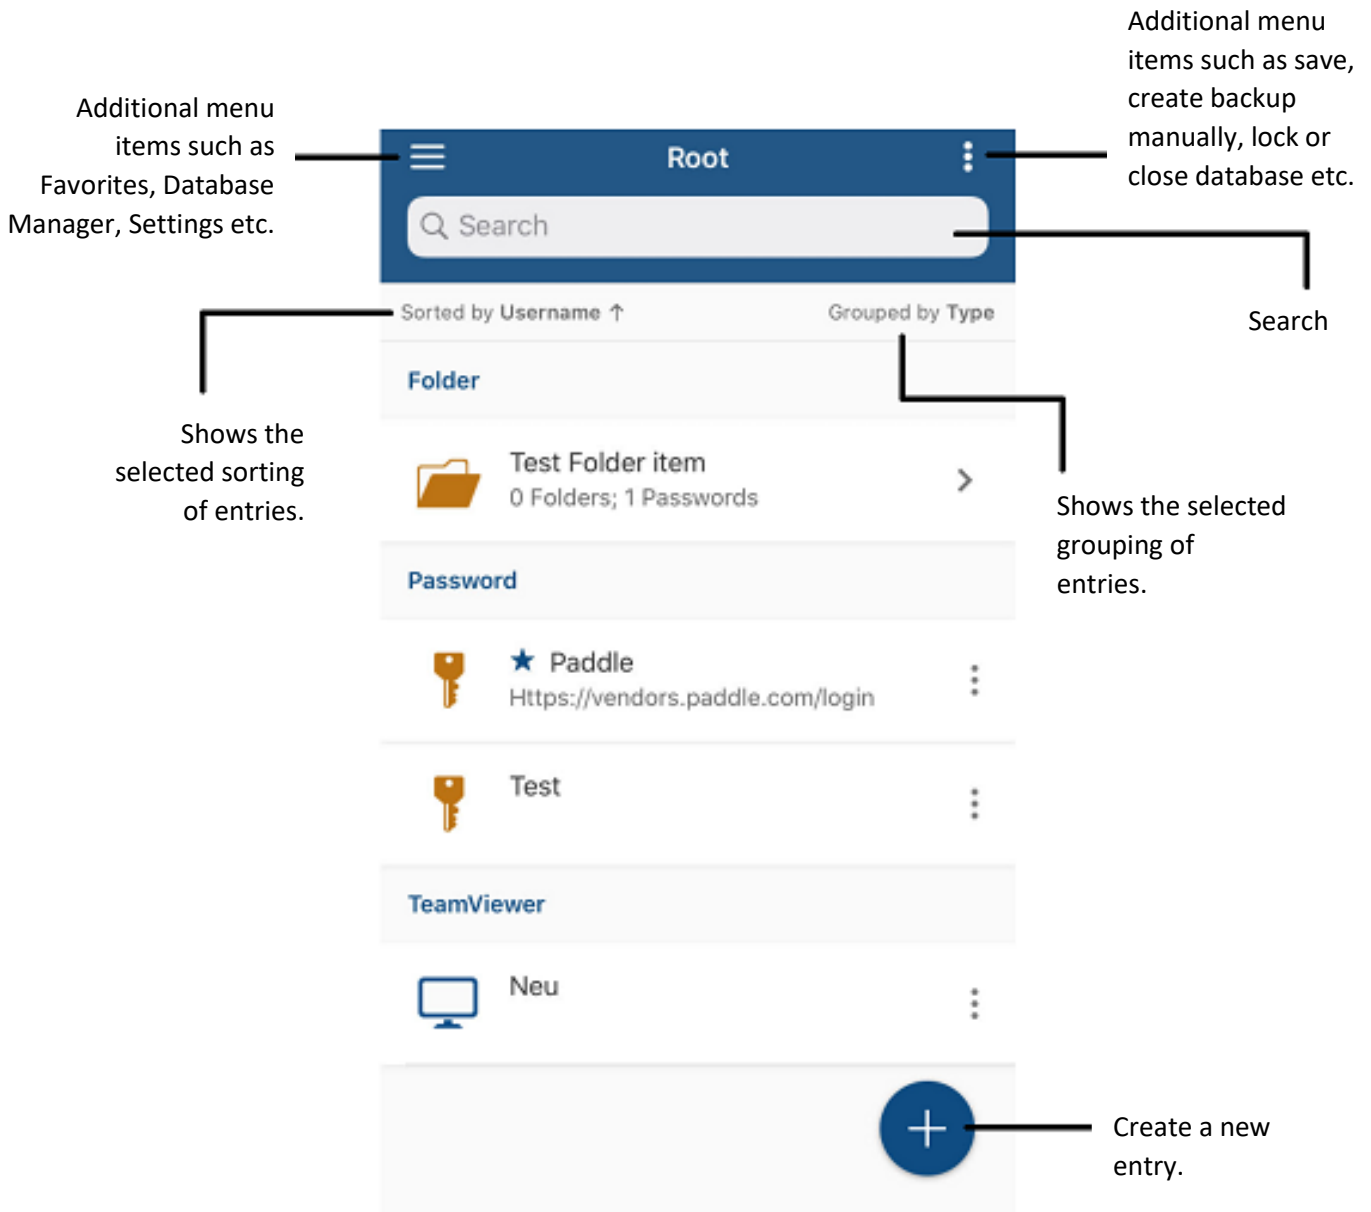 Additional menu
items such as save,
create backup
manually, lock or
close database etc.
Additional menu
items such as
Favorites, Database
Manager, Settings etc.
Root
Search
Search
Sorted by Username ↑
Grouped by Type
Folder
Shows the
selected sorting
of entries.
Test Folder item
0 Folders; 1 Passwords
Shows the selected
grouping of
entries.
Password
★ Paddle
Https://vendors.paddle.com/login
Test
TeamViewer
Neu
Create a new
entry.